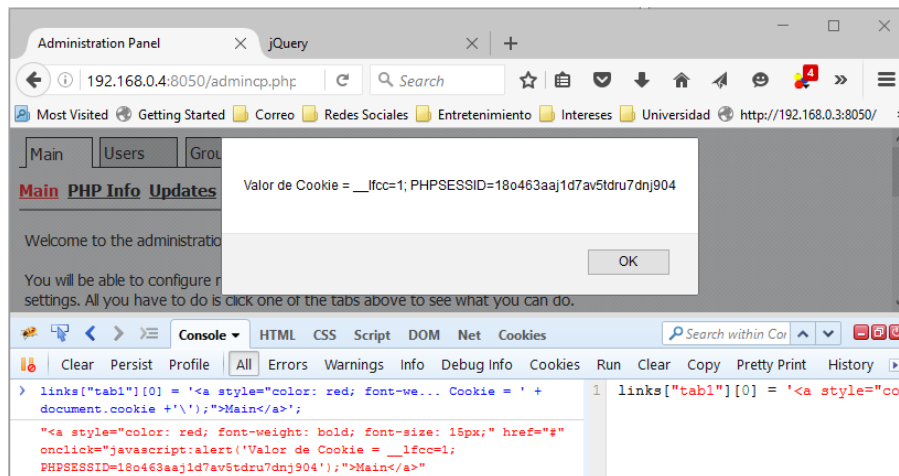 Administration Panel
jQuery
192.168.0.4:8050/admincp.php
Search
4
Most Visited Getting Started Correo Redes Sociales Entretenimiento Intereses Universidad http://192.168.0.3:8050/
Main Users Grou
Main PHP Info Updates
Valor de Cookie = __lfcc=1; PHPSESSID=18o463aaj1d7av5tdru7dnj904
OK
Welcome to the administratio
You will be able to configure r
settings. All you have to do is click one of the tabs above to see what you can do.
Console HTML CSS Script DOM Net Cookies
Search within Con
Clear Persist Profile All Errors Warnings Info Debug Info Cookies Run Clear Copy Pretty Print History
links["tab1"][0] = '<a style="color: red; font-we... Cookie = ' +
document.cookie +'\');">Main</a>';
"<a style="color: red; font-weight: bold; font-size: 15px;" href="#"
onclick="javascript:alert('Valor de Cookie = __lfcc=1;
PHPSESSID=18o463aaj1d7av5tdru7dnj904');">Main</a>"
1 links["tab1"][0] = '<a style="co